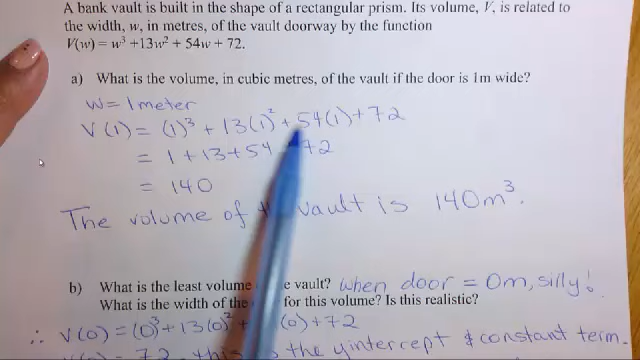 A bank vault is built in the shape of a rectangular prism. Its volume, V, is related to
the width, w, in metres, of the vault doorway by the function
V(w) = w³ +13w² + 54w + 72.
a) What is the volume, in cubic metres, of the vault if the door is 1m wide?
w = 1 meter
V(1) = (1)³ + 13(1)² + 54(1) + 72
= 1 + 13 + 54 72
= 140
The volume of vault is 140m³.
b) What is the least volume vault? when door = 0m, silly!
What is the width of the for this volume? Is this realistic?
∴ V(0) = (0)³ + 13(0)² + (0) + 72
= 72 this is the y intercept & constant term.